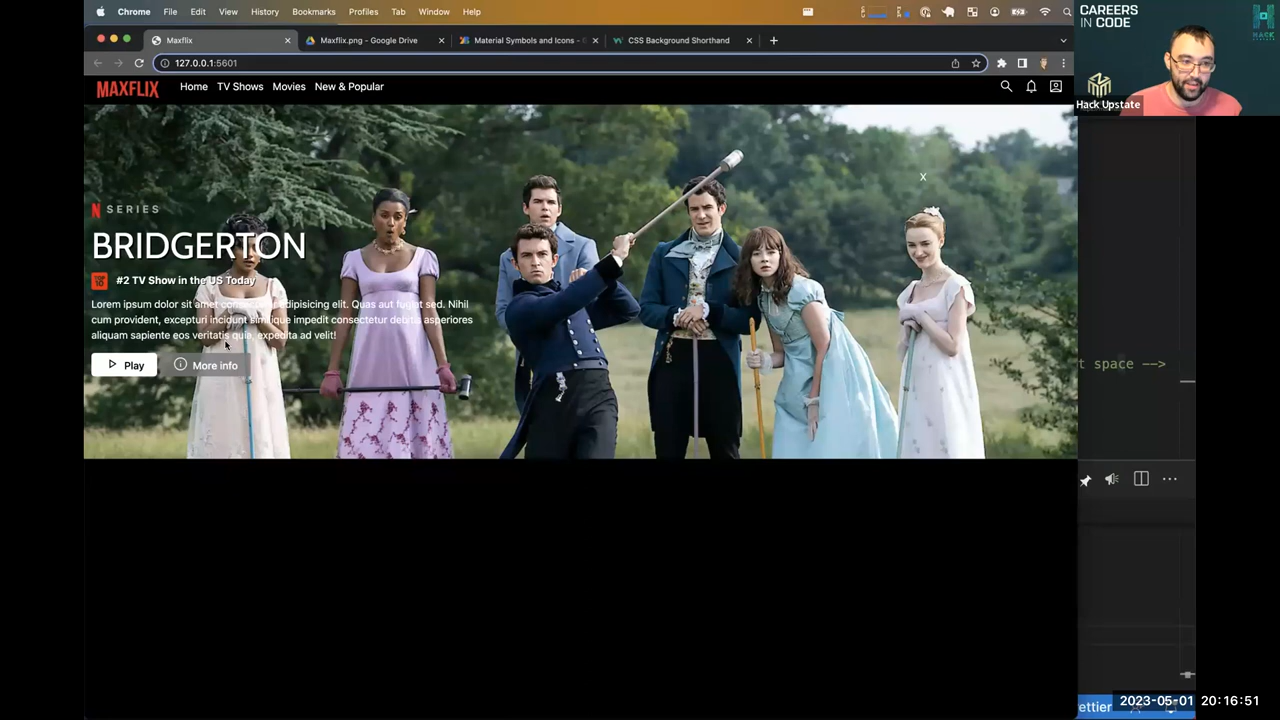 Chrome File Edit View History Bookmarks Profiles Tab Window Help
CAREERS
IN CODE
HACK
Maxflix
Maxflix.png - Google Drive
Material Symbols and Icons -
CSS Background Shorthand
127.0.0.1:5601
MAXFLIX Home TV Shows Movies New & Popular
Hack Upstate
X
N SERIES
BRIDGERTON
TOP 10 #2 TV Show in the US Today
Lorem ipsum dolor sit amet consectetur adipisicing elit. Quas aut fugiat sed. Nihil
cum provident, excepturi incidunt similique impedit consectetur debitis asperiores
aliquam sapiente eos veritatis quia, expedita ad velit!
Play More info
t space -->
ettier
2023-05-01 20:16:51